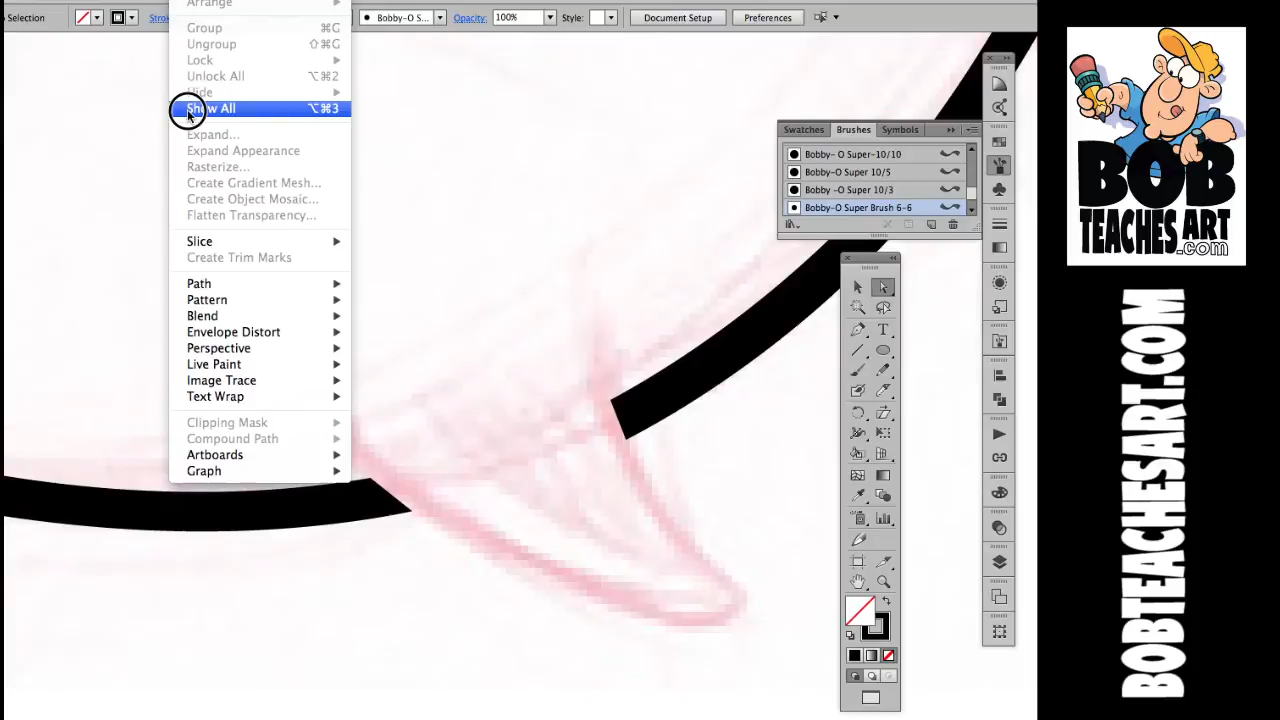 Selection
Strok
Bobby-O S...
Opacity:
100%
Style:
Document Setup
Preferences
Arrange
Group ⌘G
Ungroup ⇧⌘G
Lock
Unlock All ⌥⌘2
Hide
Show All ⌥⌘3
Expand...
Expand Appearance
Rasterize...
Create Gradient Mesh...
Create Object Mosaic...
Flatten Transparency...
Slice
Create Trim Marks
Path
Pattern
Blend
Envelope Distort
Perspective
Live Paint
Image Trace
Text Wrap
Clipping Mask
Compound Path
Artboards
Graph
Swatches Brushes Symbols
Bobby- O Super-10/10
Bobby-O Super 10/5
Bobby -O Super 10/3
Bobby-O Super Brush 6-6
T
BOB
TEACHES ART
.com
BOBTEACHESART.COM